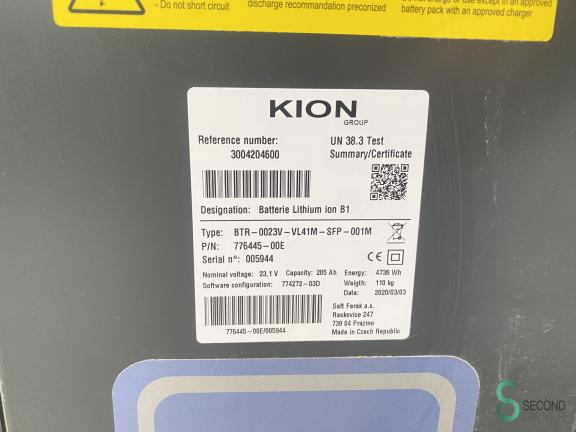 - Do not short circuit
discharge recommendation preconized
battery pack with an approved charger
KION
GROUP
Reference number:
3004204600
UN 38.3 Test
Summary/Certificate
Designation: Batterie Lithium ion B1
Type: BTR-0023V-VL41M-SFP-001M
P/N: 776445-00E
Serial n°: 005944
CE
Nominal voltage: 23,1 V Capacity: 205 Ah Energy: 4736 Wh
Software configuration: 774272-03D Weigth: 110 kg
Date: 2020/03/03
776445-00E/005944
Saft Ferak a.s.
Raskovice 247
739 04 Prazmo
Made in Czech Republic
SECOND